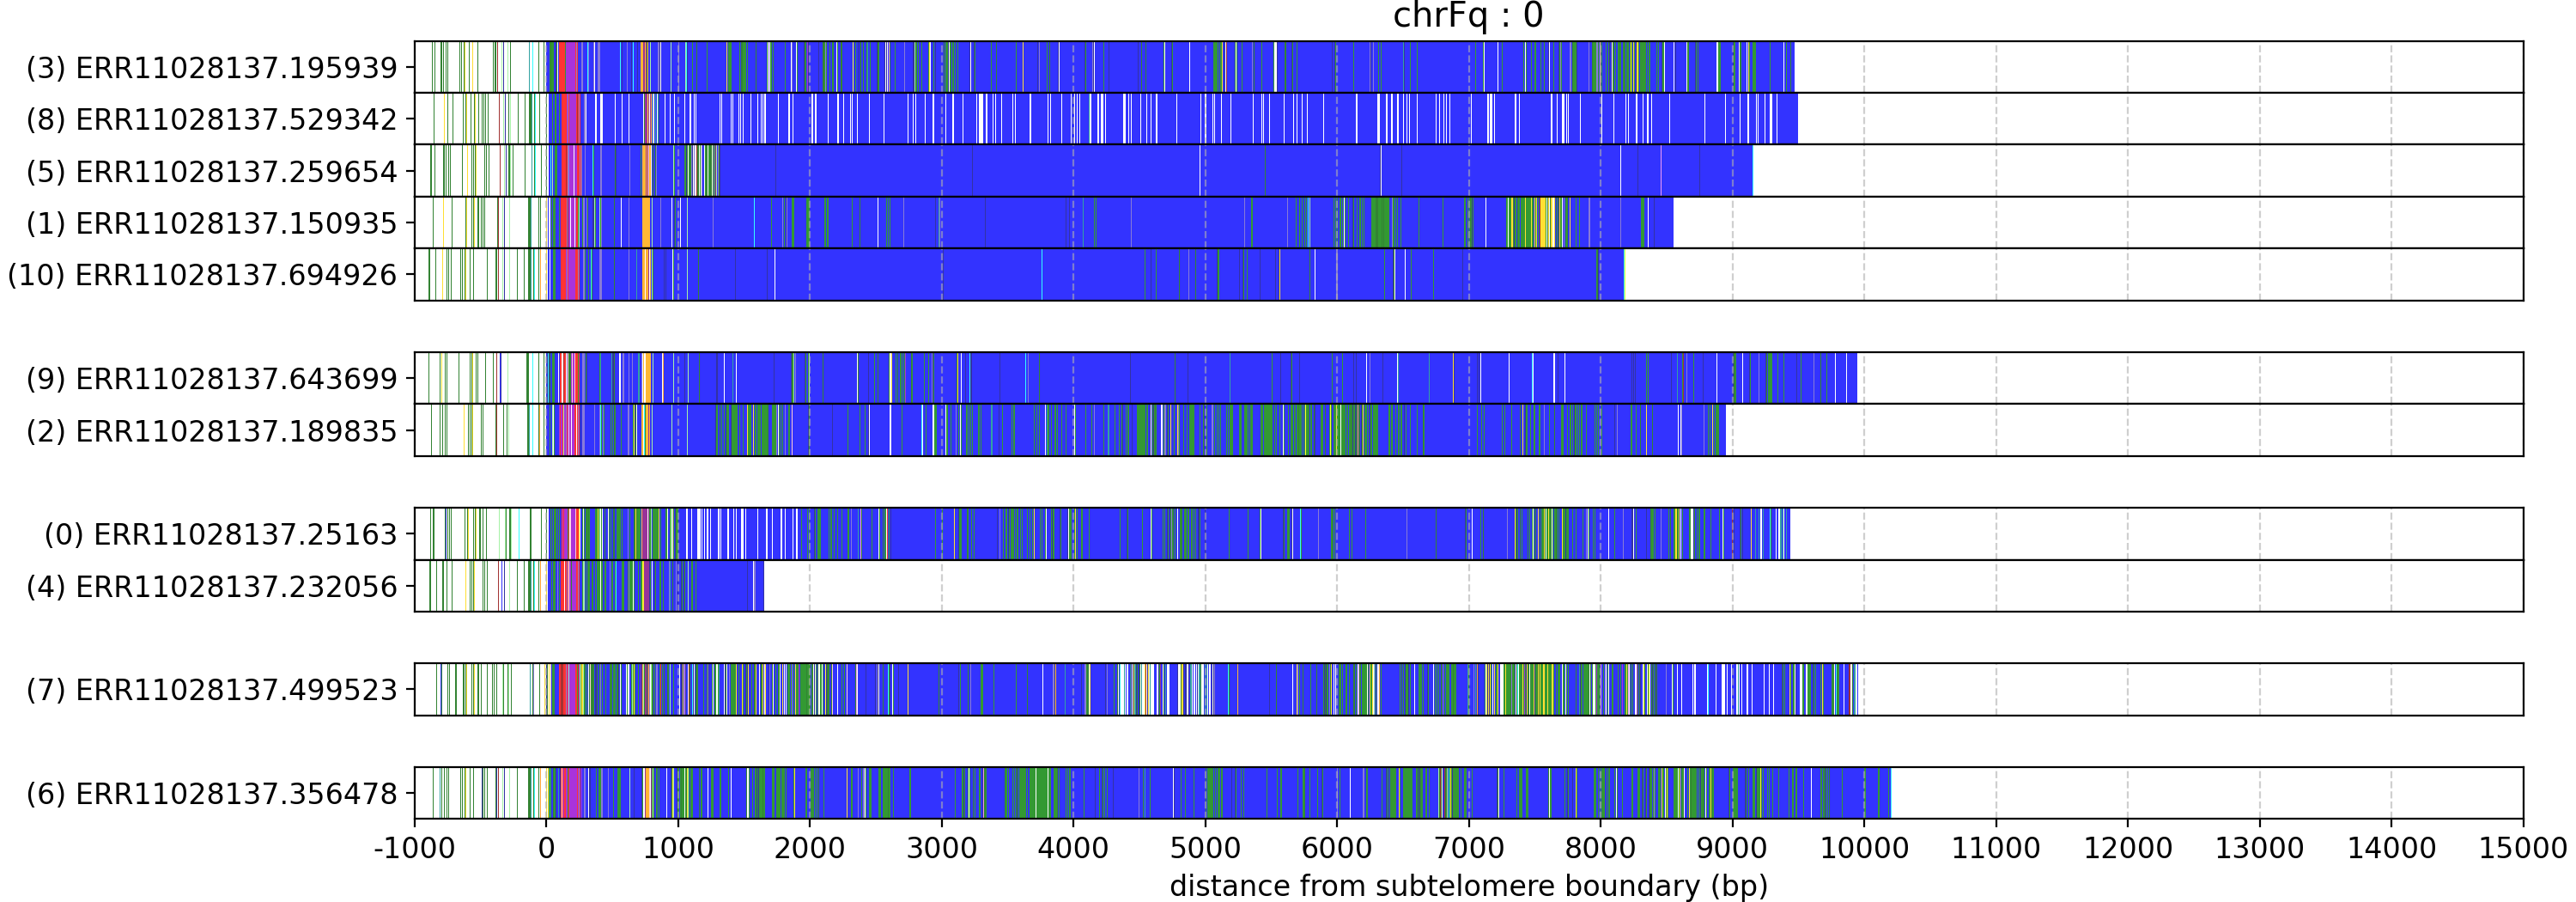 chrFq : 0
(3) ERR11028137.195939
(8) ERR11028137.529342
(5) ERR11028137.259654
(1) ERR11028137.150935
(10) ERR11028137.694926
(9) ERR11028137.643699
(2) ERR11028137.189835
(0) ERR11028137.25163
(4) ERR11028137.232056
(7) ERR11028137.499523
(6) ERR11028137.356478
-1000 0 1000 2000 3000 4000 5000 6000 7000 8000 9000 10000 11000 12000 13000 14000 15000
distance from subtelomere boundary (bp)